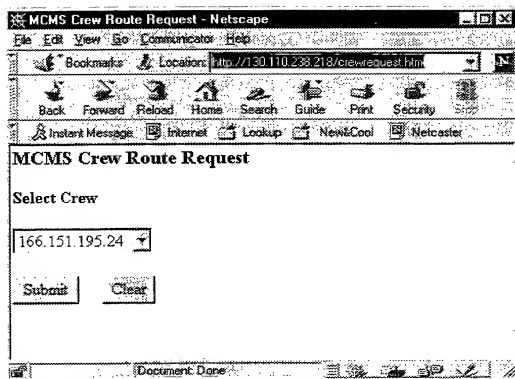 MCMS Crew Route Request - Netscape
File Edit View Go Communicator Help
Bookmarks Location: http://130.110.238.218/crewrequest.htm
Back Forward Reload Home Search Guide Print Security Stop
Instant Message Internet Lookup New&Cool Netcaster
MCMS Crew Route Request
Select Crew
166.151.195.24
Submit Clear
Document: Done